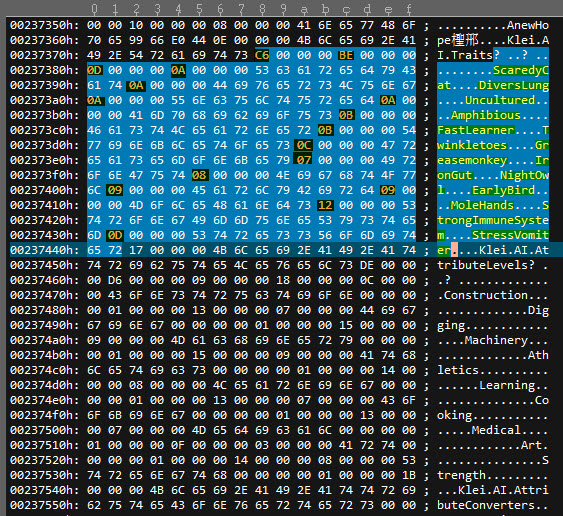 0 1 2 3 4 5 6 7 8 9 a b c d e f
00237350h: 00 00 10 00 00 00 08 00 00 00 41 6E 65 77 48 6F ; ..........AnewHo
00237360h: 70 65 99 66 E0 44 0E 00 00 00 4B 6C 65 69 2E 41 ; pe....Klei.A
00237370h: 49 2E 54 72 61 69 74 73 C6 00 00 00 BE 00 00 00 ; I.Traits? ..? ..
00237380h: 0D 00 00 00 0A 00 00 00 53 63 61 72 65 64 79 43 ; ........ScaredyC
00237390h: 61 74 0A 00 00 00 44 69 76 65 72 73 4C 75 6E 67 ; at....DiversLung
002373a0h: 0A 00 00 00 55 6E 63 75 6C 74 75 72 65 64 0A 00 ; ....Uncultured..
002373b0h: 00 00 41 6D 70 68 69 62 69 6F 75 73 0B 00 00 00 ; ..Amphibious....
002373c0h: 46 61 73 74 4C 65 61 72 6E 65 72 0B 00 00 00 54 ; FastLearner....T
002373d0h: 77 69 6E 6B 6C 65 74 6F 65 73 0C 00 00 00 47 72 ; winkletoes....Gr
002373e0h: 65 61 73 65 6D 6F 6E 6B 65 79 07 00 00 00 49 72 ; easemonkey....Ir
002373f0h: 6F 6E 47 75 74 08 00 00 00 4E 69 67 68 74 4F 77 ; onGut....NightOw
00237400h: 6C 09 00 00 00 45 61 72 6C 79 42 69 72 64 09 00 ; l....EarlyBird..
00237410h: 00 00 4D 6F 6C 65 48 61 6E 64 73 12 00 00 00 53 ; ..MoleHands....S
00237420h: 74 72 6F 6E 67 49 6D 6D 75 6E 65 53 79 73 74 65 ; trongImmuneSyste
00237430h: 6D 0D 00 00 00 53 74 72 65 73 73 56 6F 6D 69 74 ; m....StressVomit
00237440h: 65 72 17 00 00 00 4B 6C 65 69 2E 41 49 2E 41 74 ; er....Klei.AI.At
00237450h: 74 72 69 62 75 74 65 4C 65 76 65 6C 73 DE 00 00 ; tributeLevels? .
00237460h: 00 D6 00 00 00 09 00 00 00 18 00 00 00 0C 00 00 ; .? .............
00237470h: 00 43 6F 6E 73 74 72 75 63 74 69 6F 6E 00 00 00 ; .Construction...
00237480h: 00 01 00 00 00 13 00 00 00 07 00 00 00 44 69 67 ; .............Dig
00237490h: 67 69 6E 67 00 00 00 00 01 00 00 00 15 00 00 00 ; ging............
002374a0h: 09 00 00 00 4D 61 63 68 69 6E 65 72 79 00 00 00 ; ....Machinery...
002374b0h: 00 01 00 00 00 15 00 00 00 09 00 00 00 41 74 68 ; .............Ath
002374c0h: 6C 65 74 69 63 73 00 00 00 00 01 00 00 00 14 00 ; letics..........
002374d0h: 00 00 08 00 00 00 4C 65 61 72 6E 69 6E 67 00 00 ; ......Learning..
002374e0h: 00 00 01 00 00 00 13 00 00 00 07 00 00 00 43 6F ; ..............Co
002374f0h: 6F 6B 69 6E 67 00 00 00 00 01 00 00 00 13 00 00 ; oking...........
00237500h: 00 07 00 00 00 4D 65 64 69 63 61 6C 00 00 00 00 ; .....Medical....
00237510h: 01 00 00 00 0F 00 00 00 03 00 00 00 41 72 74 00 ; ............Art.
00237520h: 00 00 00 01 00 00 00 14 00 00 00 08 00 00 00 53 ; ...............S
00237530h: 74 72 65 6E 67 74 68 00 00 00 00 01 00 00 00 1B ; trength.........
00237540h: 00 00 00 4B 6C 65 69 2E 41 49 2E 41 74 74 72 69 ; ...Klei.AI.Attri
00237550h: 62 75 74 65 43 6F 6E 76 65 72 74 65 72 73 00 00 ; buteConverters..